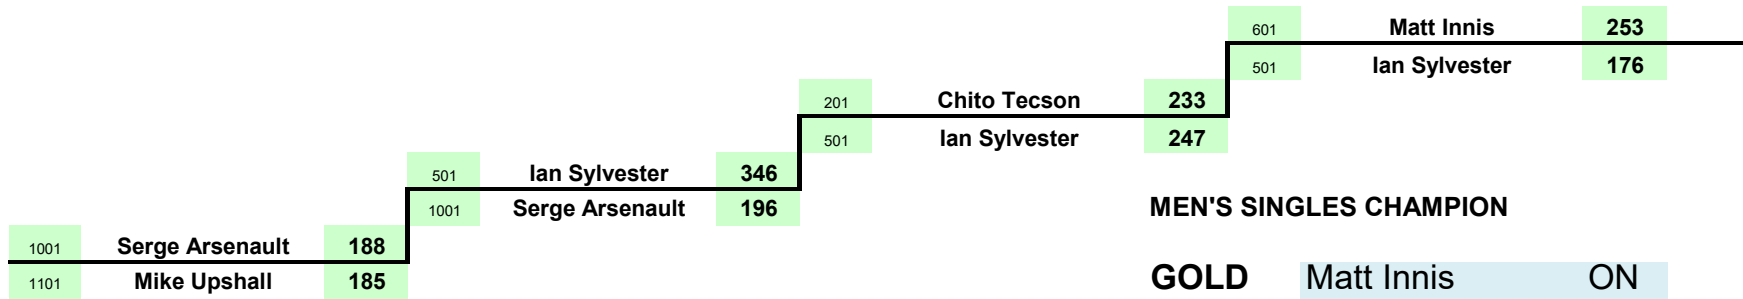 601 Matt Innis 253
501 Ian Sylvester 176
201 Chito Tecson 233
501 Ian Sylvester 247
501 Ian Sylvester 346
1001 Serge Arsenault 196
MEN'S SINGLES CHAMPION
1001 Serge Arsenault 188
1101 Mike Upshall 185
GOLD Matt Innis ON